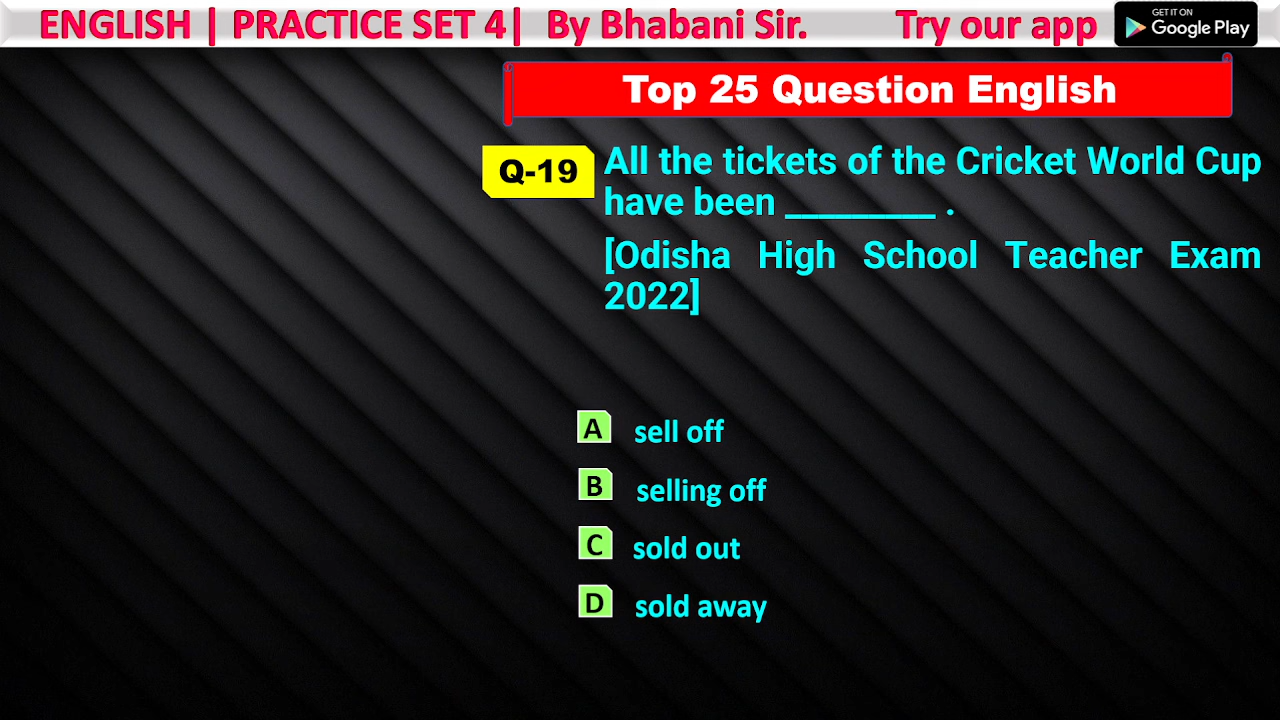 ENGLISH | PRACTICE SET 4| By Bhabani Sir. Try our app
GET IT ON
Google Play
Top 25 Question English
Q-19 All the tickets of the Cricket World Cup
have been _________ .
[Odisha High School Teacher Exam
2022]
A sell off
B selling off
C sold out
D sold away